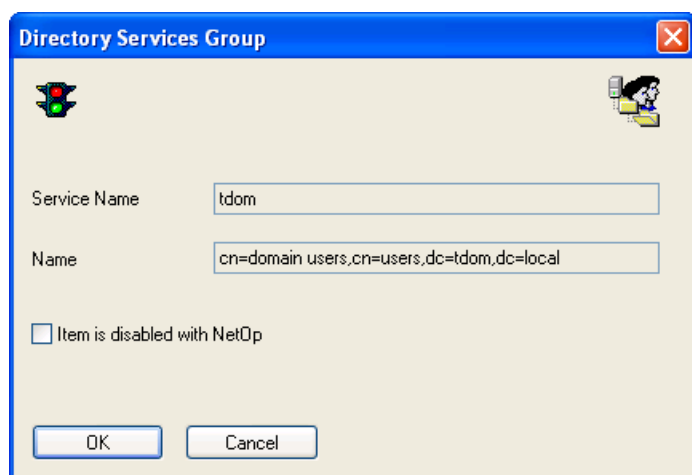 Directory Services Group
Service Name
tdom
Name
cn=domain users,cn=users,dc=tdom,dc=local
Item is disabled with NetOp
OK
Cancel